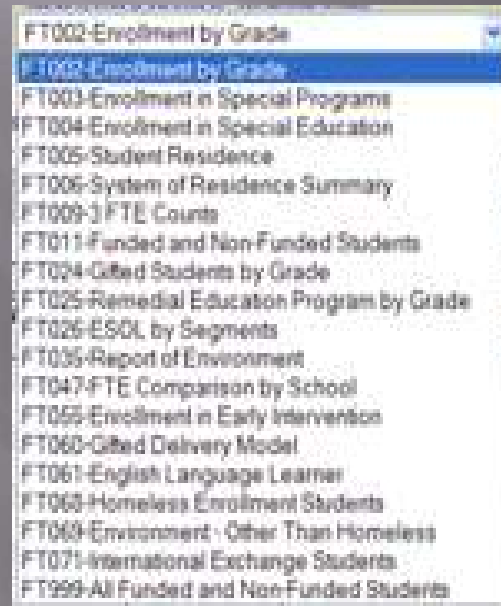 FT002-Enrollment by Grade
FT002-Enrollment by Grade
FT003-Enrollment in Special Programs
FT004-Enrollment in Special Education
FT005-Student Residence
FT006-System of Residence Summary
FT009-3 FTE Counts
FT011-Funded and Non-Funded Students
FT024-Gifted Students by Grade
FT025-Remedial Education Program by Grade
FT026-ESOL by Segments
FT035-Report of Environment
FT047-FTE Comparison by School
FT055-Enrollment in Early Intervention
FT060-Gifted Delivery Model
FT061-English Language Learner
FT068-Homeless Enrollment Students
FT069-Environment - Other Than Homeless
FT071-International Exchange Students
FT999-All Funded and Non-Funded Students